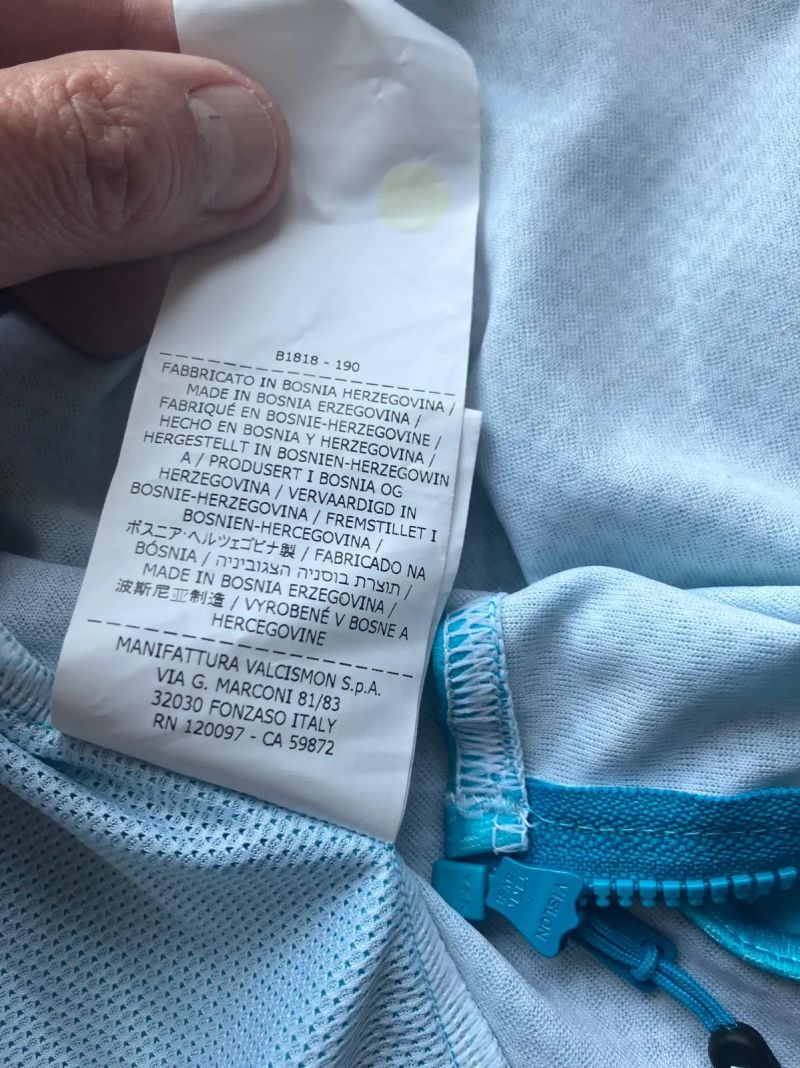 B1818 - 190
FABBRICATO IN BOSNIA HERZEGOVINA /
MADE IN BOSNIA ERZEGOVINA /
FABRIQUÉ EN BOSNIE-HERZEGOVINE /
HECHO EN BOSNIA Y HERZEGOVINA /
HERGESTELLT IN BOSNIEN-HERZEGOWIN
A / PRODUSERT I BOSNIA OG
HERZEGOVINA / VERVAARDIGD IN
BOSNIE-HERZEGOVINA / FREMSTILLET I
BOSNIEN-HERCEGOVINA /
ボスニア・ヘルツェゴビナ製 / FABRICADO NA
BÓSNIA / תוצרת בוסניה הצגוביניה /
MADE IN BOSNIA ERZEGOVINA /
波斯尼亚制造 / VYROBENÉ V BOSNE A
HERCEGOVINE
MANIFATTURA VALCISMON S.p.A.
VIA G. MARCONI 81/83
32030 FONZASO ITALY
RN 120097 - CA 59872
VISLON